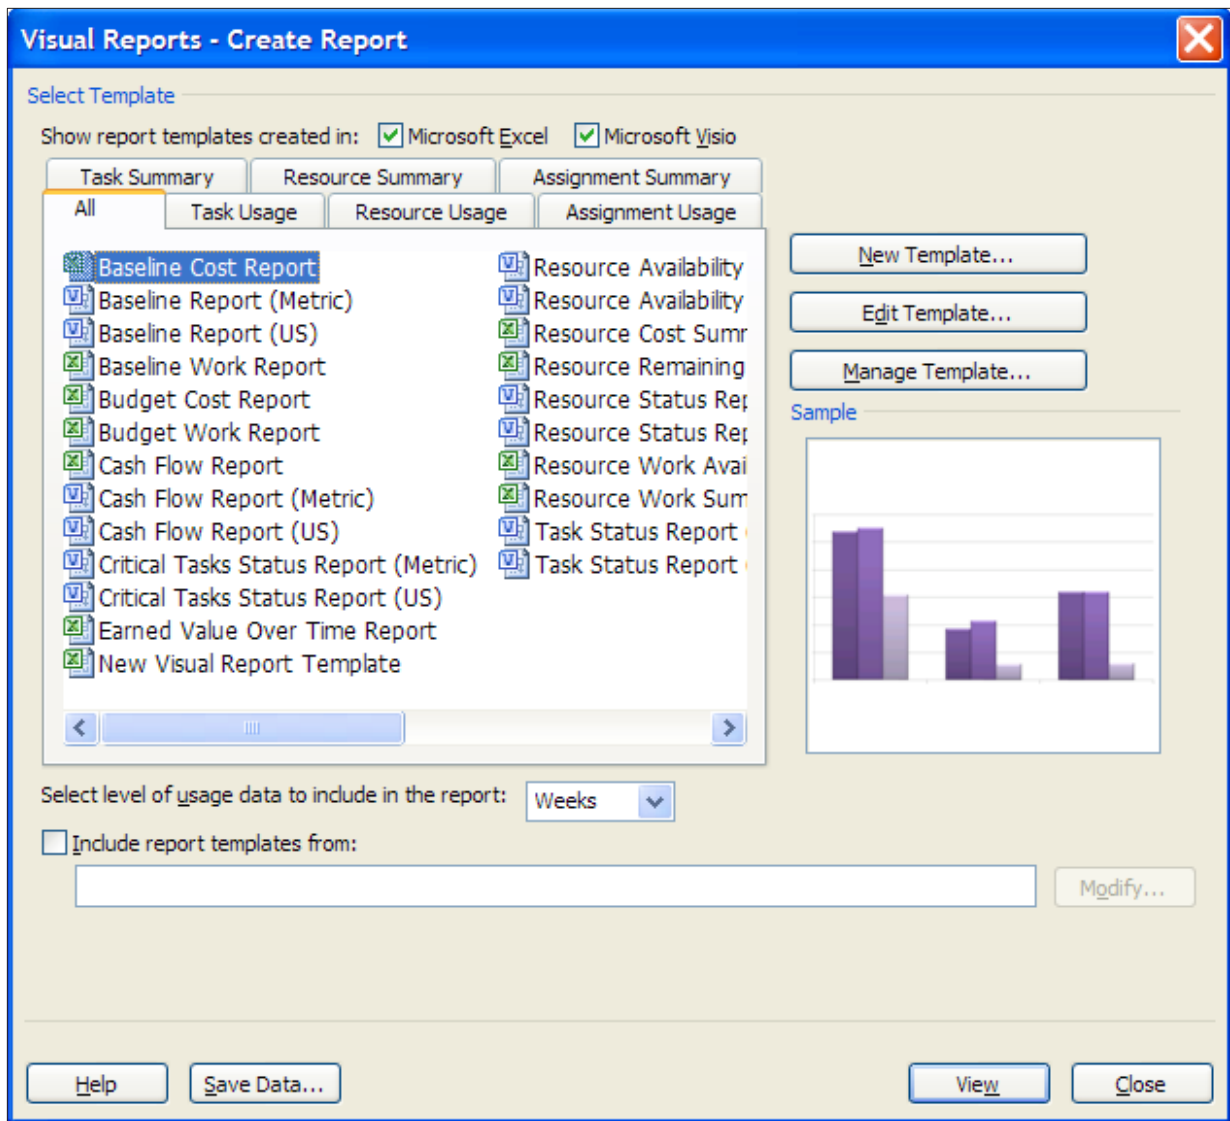 Visual Reports - Create Report
Select Template
Show report templates created in: Microsoft Excel Microsoft Visio
Task Summary Resource Summary Assignment Summary
All Task Usage Resource Usage Assignment Usage
Baseline Cost Report
Baseline Report (Metric)
Baseline Report (US)
Baseline Work Report
Budget Cost Report
Budget Work Report
Cash Flow Report
Cash Flow Report (Metric)
Cash Flow Report (US)
Critical Tasks Status Report (Metric)
Critical Tasks Status Report (US)
Earned Value Over Time Report
New Visual Report Template
Resource Availability
Resource Availability
Resource Cost Summ
Resource Remaining
Resource Status Rep
Resource Status Rep
Resource Work Avai
Resource Work Sum
Task Status Report
Task Status Report
New Template...
Edit Template...
Manage Template...
Sample
Select level of usage data to include in the report: Weeks
Include report templates from:
Modify...
Help Save Data... View Close